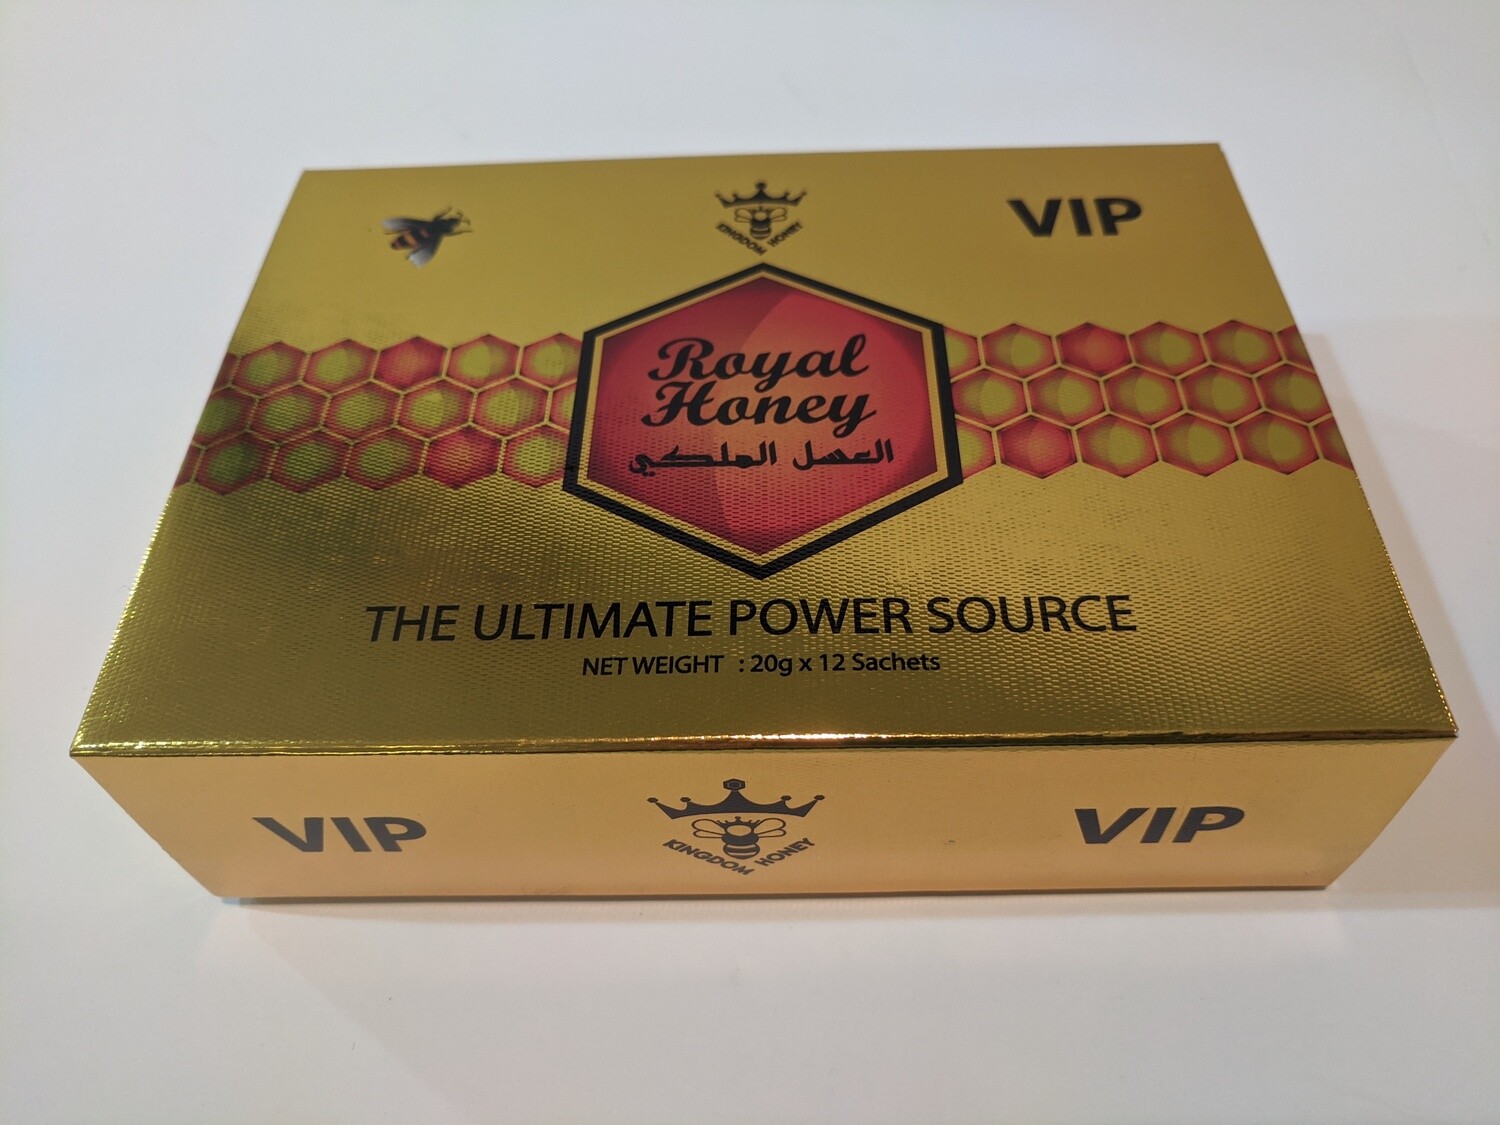 KINGDOM HONEY
VIP
Royal
Honey
العسل الملكي
THE ULTIMATE POWER SOURCE
NET WEIGHT : 20g x 12 Sachets
VIP
KINGDOM HONEY
VIP